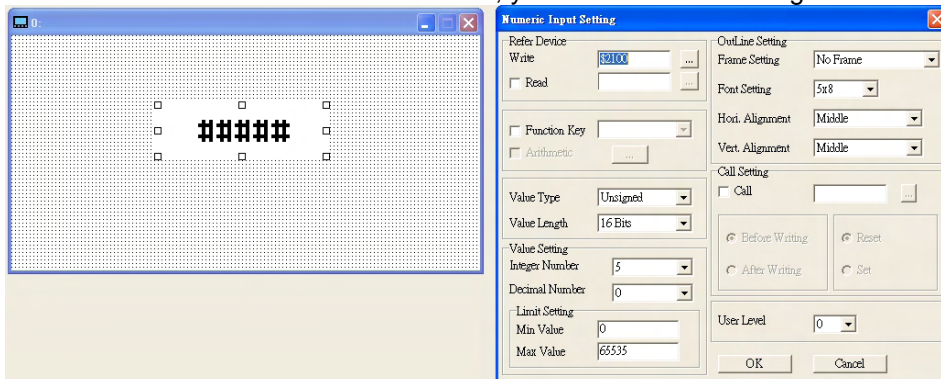 0:
#####
Numeric Input Setting
Refer Device
Write $2100 ...
Read ...
Function Key
Arithmetic ...
Value Type Unsigned
Value Length 16 Bits
Value Setting
Integer Number 5
Decimal Number 0
Limit Setting
Min Value 0
Max Value 65535
OutLine Setting
Frame Setting No Frame
Font Setting 5x8
Hori. Alignment Middle
Vert. Alignment Middle
Call Setting
Call ...
Before Writing Reset
After Writing Set
User Level 0
OK Cancel